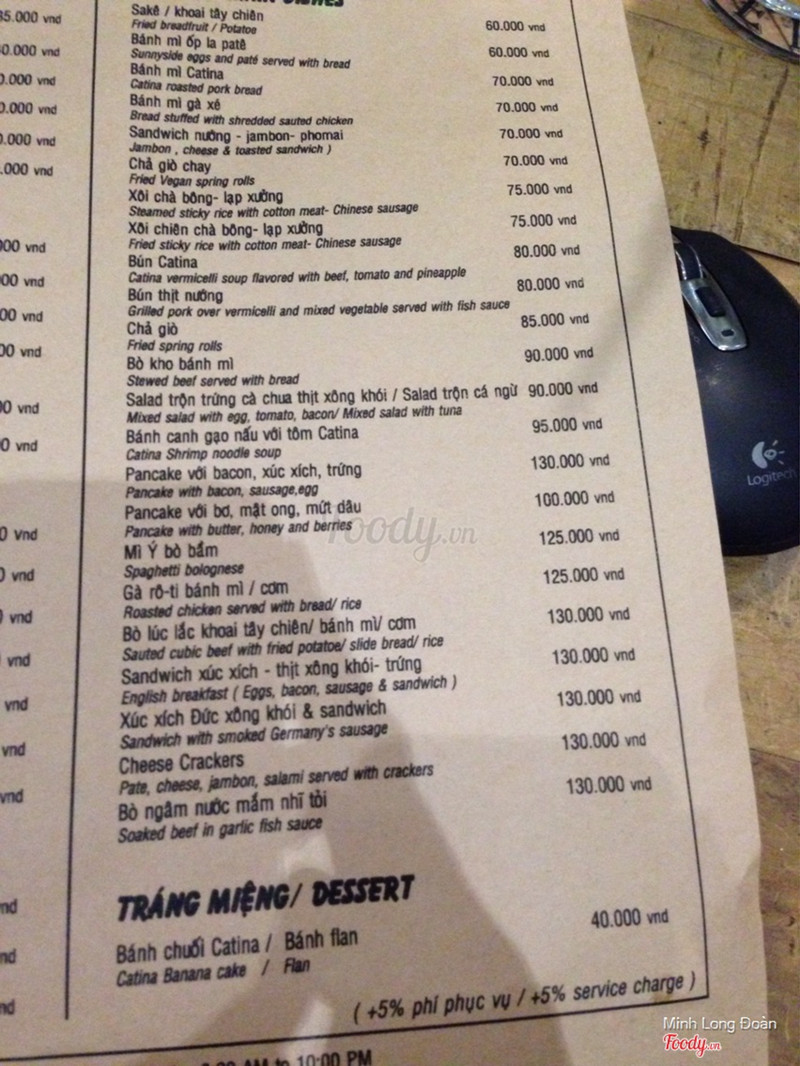 Sakê / khoai tây chiên
60.000 vnd
Fried breadfruit / Potatoe
Bánh mì ốp la patê
60.000 vnd
Sunnyside eggs and paté served with bread
Bánh mì Catina
70.000 vnd
Catina roasted pork bread
Bánh mì gà xé
70.000 vnd
Bread stuffed with shredded sauted chicken
Sandwich nướng - jambon- phomai
70.000 vnd
Jambon , cheese & toasted sandwich )
Chả giò chay
70.000 vnd
Fried Vegan spring rolls
Xôi chà bông- lạp xưởng
75.000 vnd
Steamed sticky rice with cotton meat- Chinese sausage
Xôi chiên chà bông- lạp xưởng
75.000 vnd
Fried sticky rice with cotton meat- Chinese sausage
Bún Catina
80.000 vnd
Catina vermicelli soup flavored with beef, tomato and pineapple
Bún thịt nướng
80.000 vnd
Grilled pork over vermicelli and mixed vegetable served with fish sauce
Chả giò
85.000 vnd
Fried spring rolls
Bò kho bánh mì
90.000 vnd
Stewed beef served with bread
Salad trộn trứng cà chua thịt xông khói / Salad trộn cá ngừ
90.000 vnd
Mixed salad with egg, tomato, bacon/ Mixed salad with tuna
Bánh canh gạo nấu với tôm Catina
95.000 vnd
Catina Shrimp noodle soup
Pancake với bacon, xúc xích, trứng
130.000 vnd
Pancake with bacon, sausage,egg
Pancake với bơ, mật ong, mứt dâu
100.000 vnd
Pancake with butter, honey and berries
Mì Ý bò bằm
125.000 vnd
Spaghetti bolognese
Gà rô-ti bánh mì / cơm
125.000 vnd
Roasted chicken served with bread/ rice
Bò lúc lắc khoai tây chiên/ bánh mì/ cơm
130.000 vnd
Sauted cubic beef with fried potatoe/ slide bread/ rice
Sandwich xúc xích - thịt xông khói- trứng
130.000 vnd
English breakfast ( Eggs, bacon, sausage & sandwich )
Xúc xích Đức xông khói & sandwich
130.000 vnd
Sandwich with smoked Germany's sausage
Cheese Crackers
130.000 vnd
Pate, cheese, jambon, salami served with crackers
Bò ngâm nước mắm nhĩ tỏi
130.000 vnd
Soaked beef in garlic fish sauce
TRÁNG MIỆNG/ DESSERT
Bánh chuối Catina / Bánh flan
40.000 vnd
Catina Banana cake / Flan
( +5% phí phục vụ / +5% service charge )
AM to 10:00 PM
Logitech
foody.vn
Minh Long Đoàn
Foody.vn